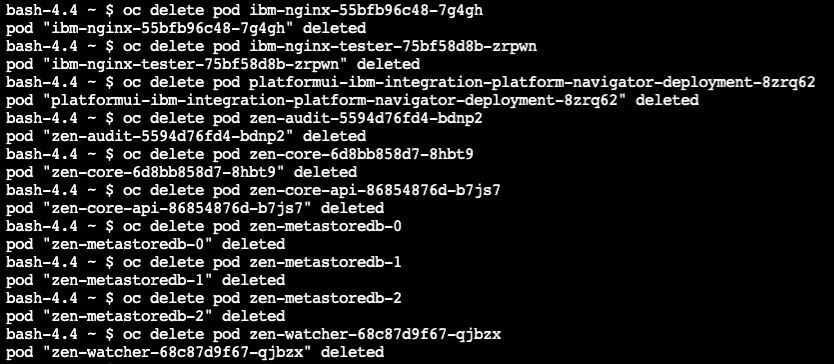 bash-4.4 ~ $ oc delete pod ibm-nginx-55bfb96c48-7g4gh
pod "ibm-nginx-55bfb96c48-7g4gh" deleted
bash-4.4 ~ $ oc delete pod ibm-nginx-tester-75bf58d8b-zrpwn
pod "ibm-nginx-tester-75bf58d8b-zrpwn" deleted
bash-4.4 ~ $ oc delete pod platformui-ibm-integration-platform-navigator-deployment-8zrq62
pod "platformui-ibm-integration-platform-navigator-deployment-8zrq62" deleted
bash-4.4 ~ $ oc delete pod zen-audit-5594d76fd4-bdnp2
pod "zen-audit-5594d76fd4-bdnp2" deleted
bash-4.4 ~ $ oc delete pod zen-core-6d8bb858d7-8hbt9
pod "zen-core-6d8bb858d7-8hbt9" deleted
bash-4.4 ~ $ oc delete pod zen-core-api-86854876d-b7js7
pod "zen-core-api-86854876d-b7js7" deleted
bash-4.4 ~ $ oc delete pod zen-metastoredb-0
pod "zen-metastoredb-0" deleted
bash-4.4 ~ $ oc delete pod zen-metastoredb-1
pod "zen-metastoredb-1" deleted
bash-4.4 ~ $ oc delete pod zen-metastoredb-2
pod "zen-metastoredb-2" deleted
bash-4.4 ~ $ oc delete pod zen-watcher-68c87d9f67-qjbzx
pod "zen-watcher-68c87d9f67-qjbzx" deleted